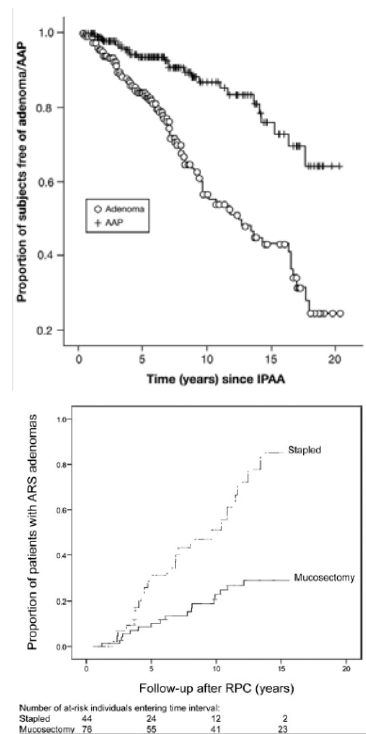 Proportion of subjects free of adenoma/AAP
1.0
0.8
0.6
0.4
0.2
Adenoma
AAP
0 5 10 15 20
Time (years) since IPAA
Proportion of patients with ARS adenomas
1.0
0.8
0.6
0.4
0.2
0.0
Stapled
Mucosectomy
0 5 10 15 20
Follow-up after RPC (years)
Number of at-risk individuals entering time interval:
Stapled 44 24 12 2
Mucosectomy 76 55 41 23